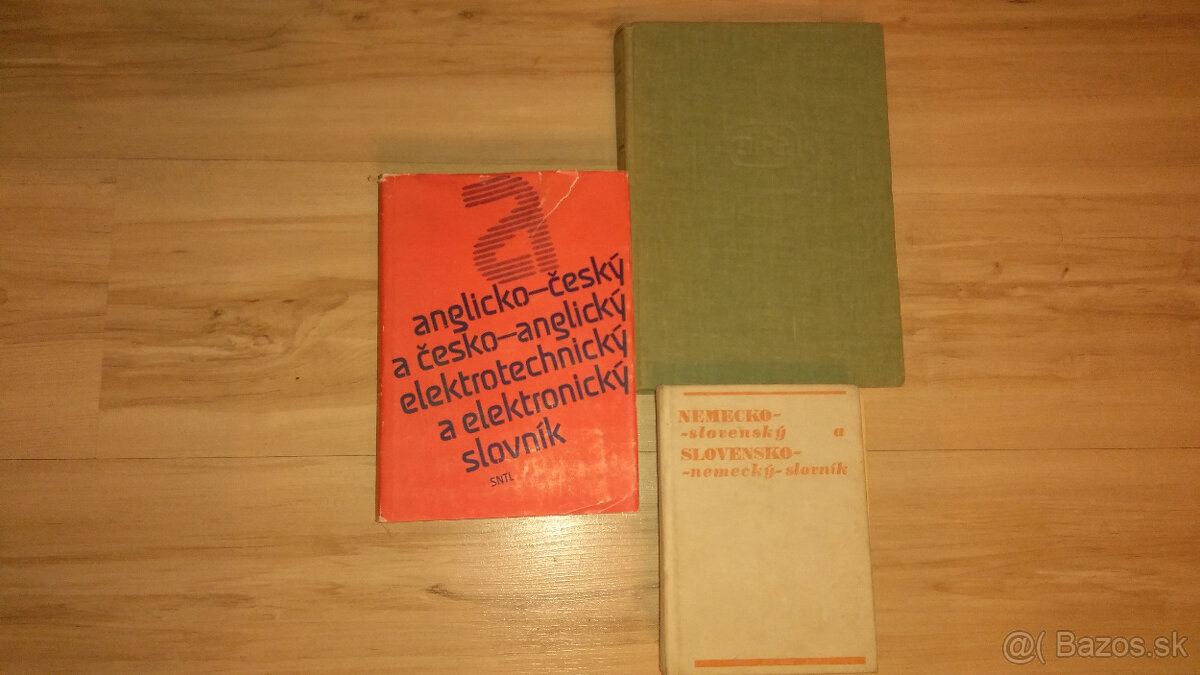 a
anglicko–český
a česko–anglický
elektrotechnický
a elektronický
slovník
SNTL
NEMECKO-
-slovenský a
SLOVENSKO-
-nemecký-slovník
@( Bazos.sk